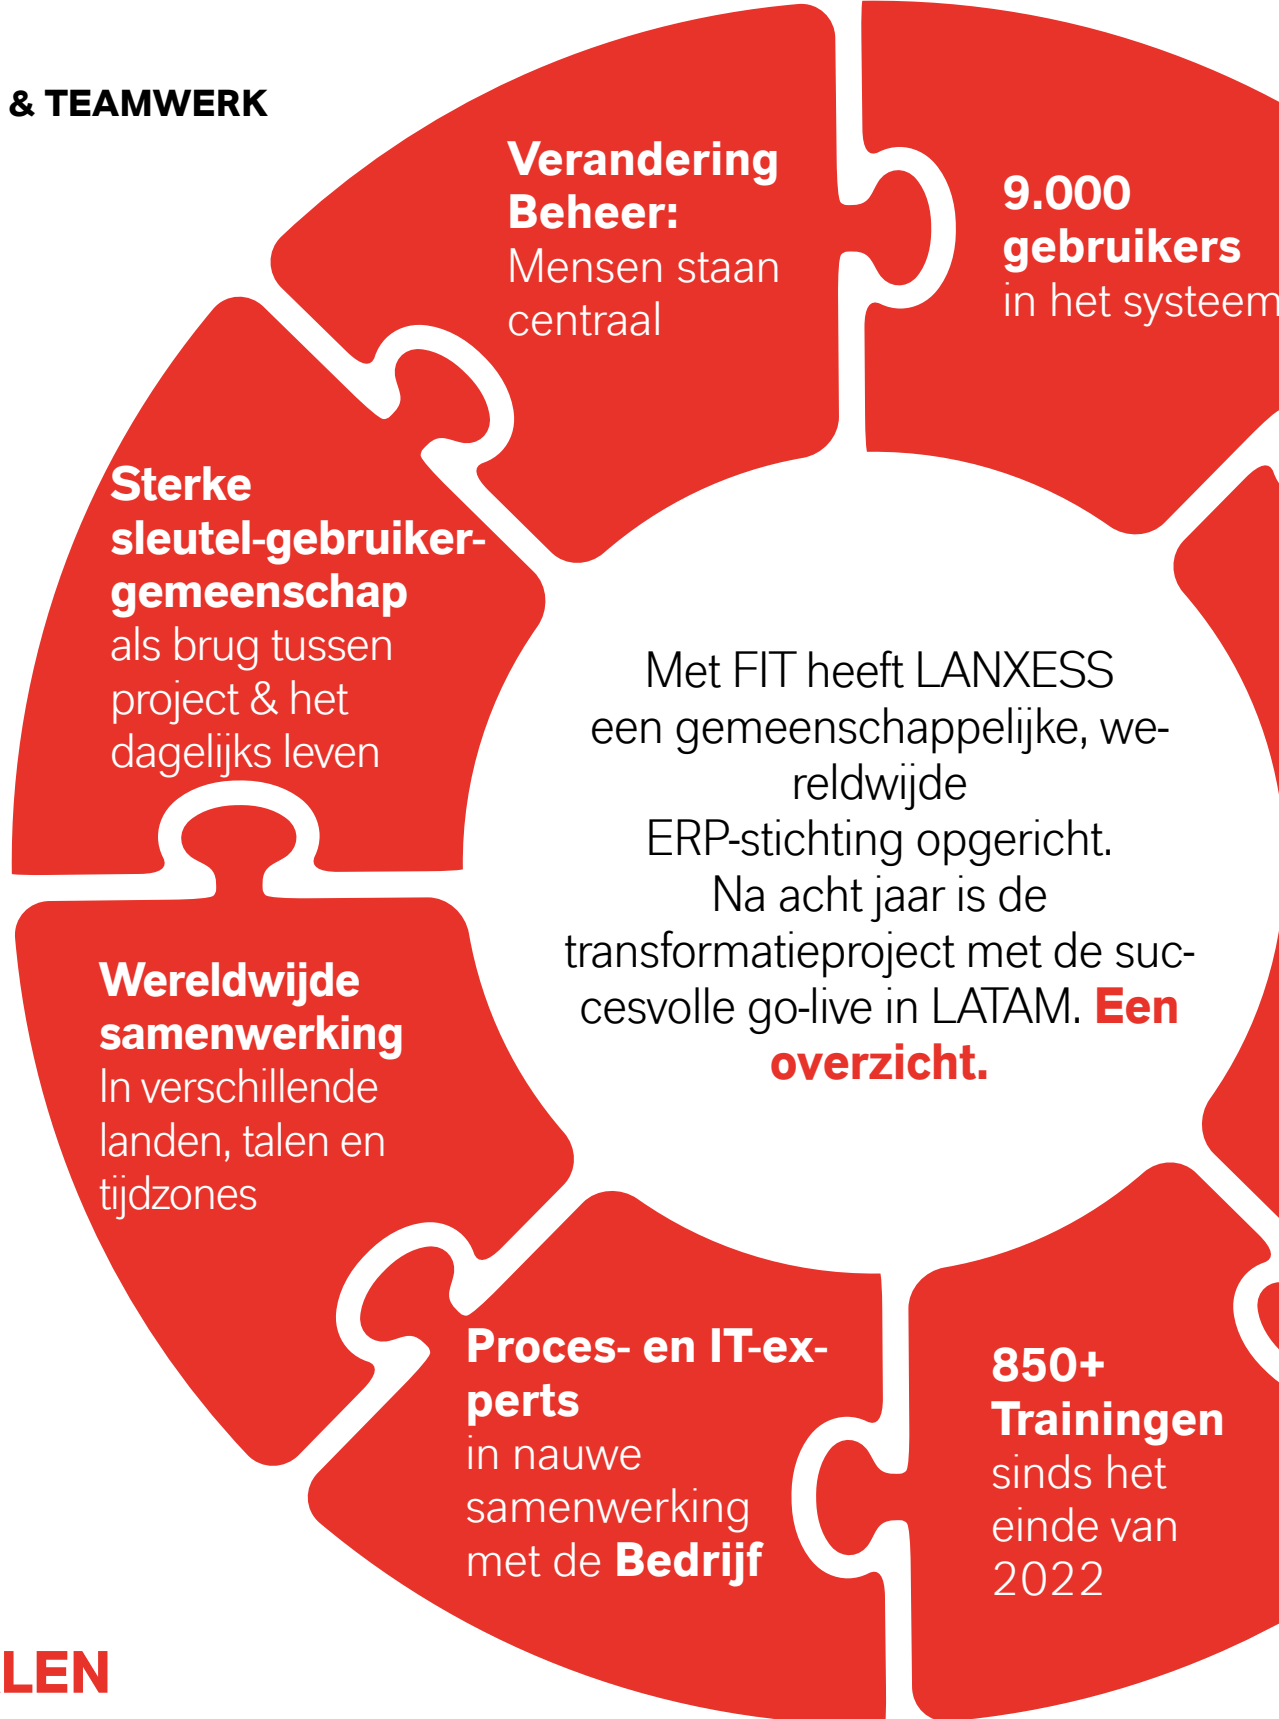 & TEAMWERK
Verandering
Beheer:
Mensen staan
centraal
9.000
gebruikers
in het systeem
Sterke
sleutel-gebruiker-
gemeenschap
als brug tussen
project & het
dagelijks leven
Met FIT heeft LANXESS
een gemeenschappelijke, we-
reldwijde
ERP-stichting opgericht.
Na acht jaar is de
transformatieproject met de suc-
cesvolle go-live in LATAM. Een
overzicht.
Wereldwijde
samenwerking
In verschillende
landen, talen en
tijdzones
Proces- en IT-ex-
perts
in nauwe
samenwerking
met de Bedrijf
850+
Trainingen
sinds het
einde van
2022
LEN